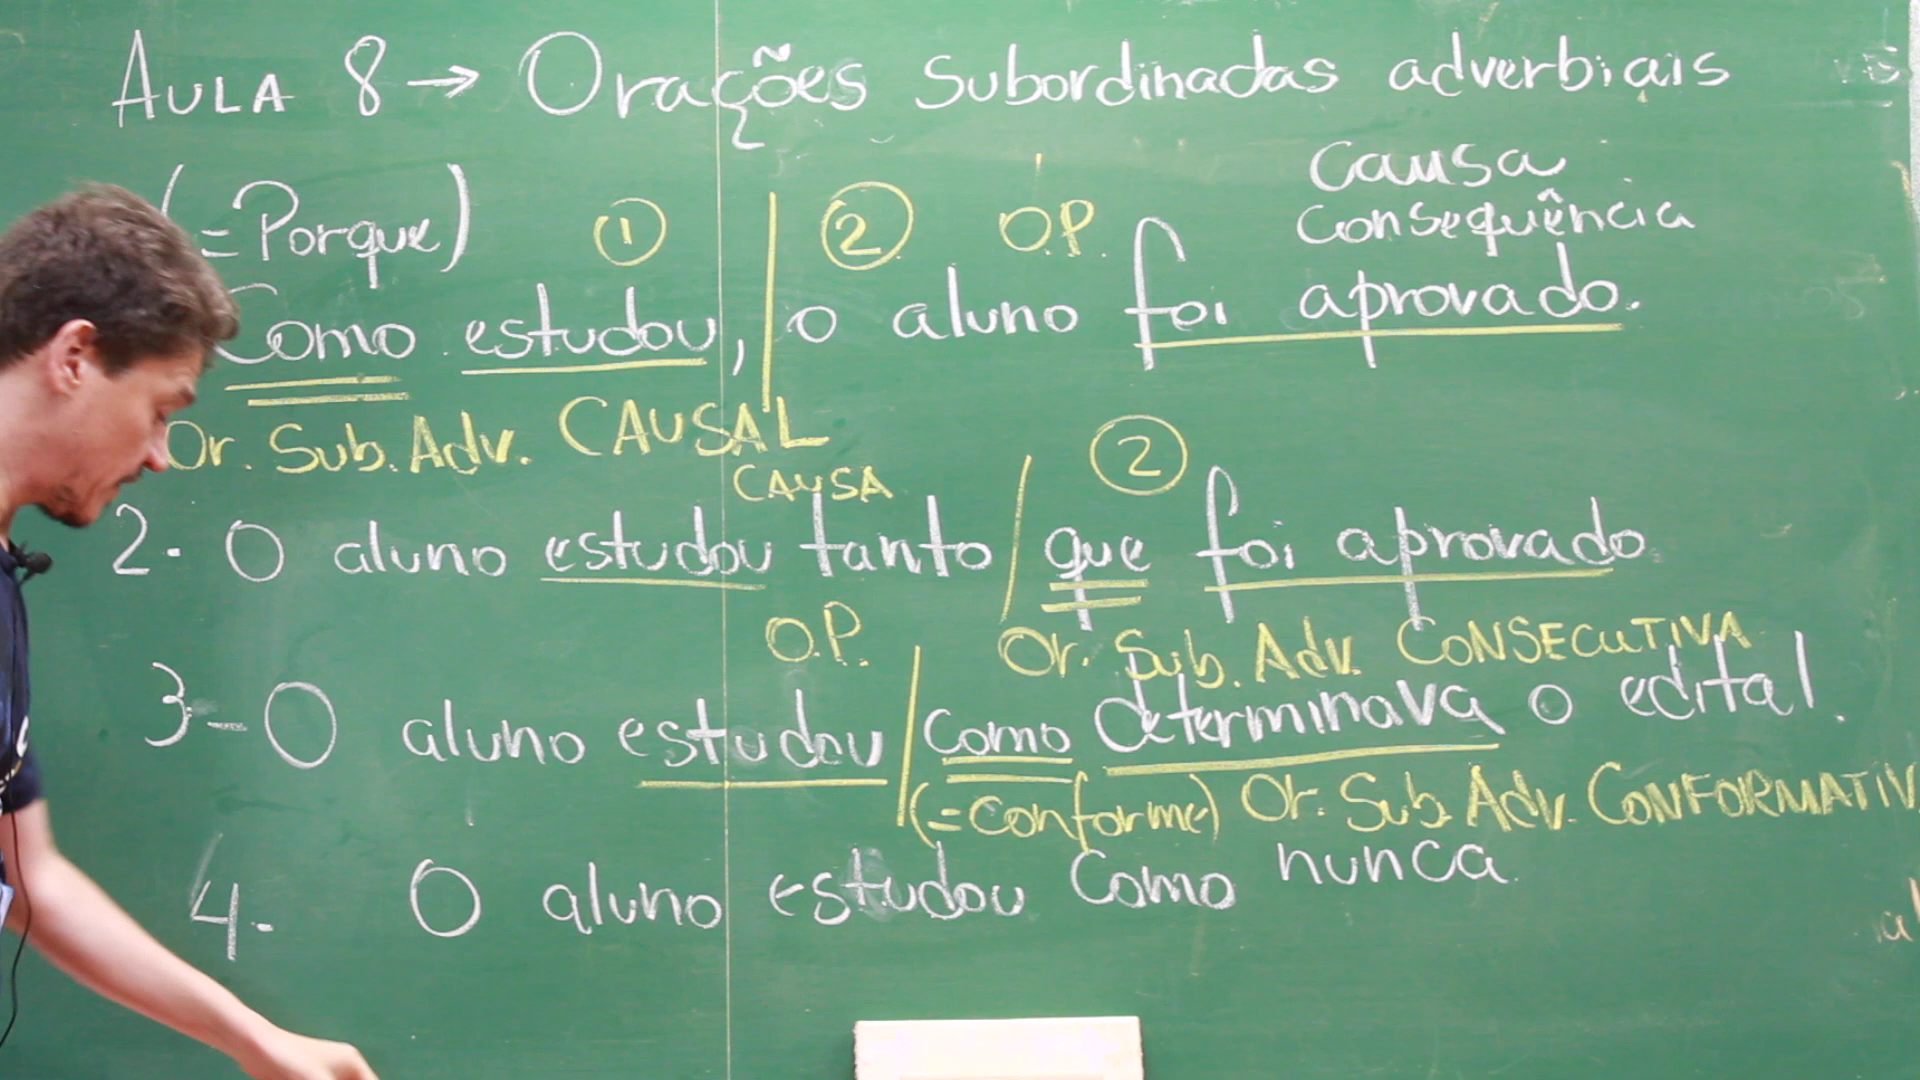 AULA 8 → Orações Subordinadas adverbiais
Causa
Consequência
(=Porque) 1 2 O.P.
Como estudou, o aluno foi aprovado.
Or. Sub. Adv. CAUSAL
CAUSA 2
2- O aluno estudou tanto que foi aprovado
O.P. Or. Sub. Adv. CONSECUTIVA
3- O aluno estudou como determinava o edital.
(=conforme) Or. Sub. Adv. CONFORMATIV
4- O aluno estudou como nunca